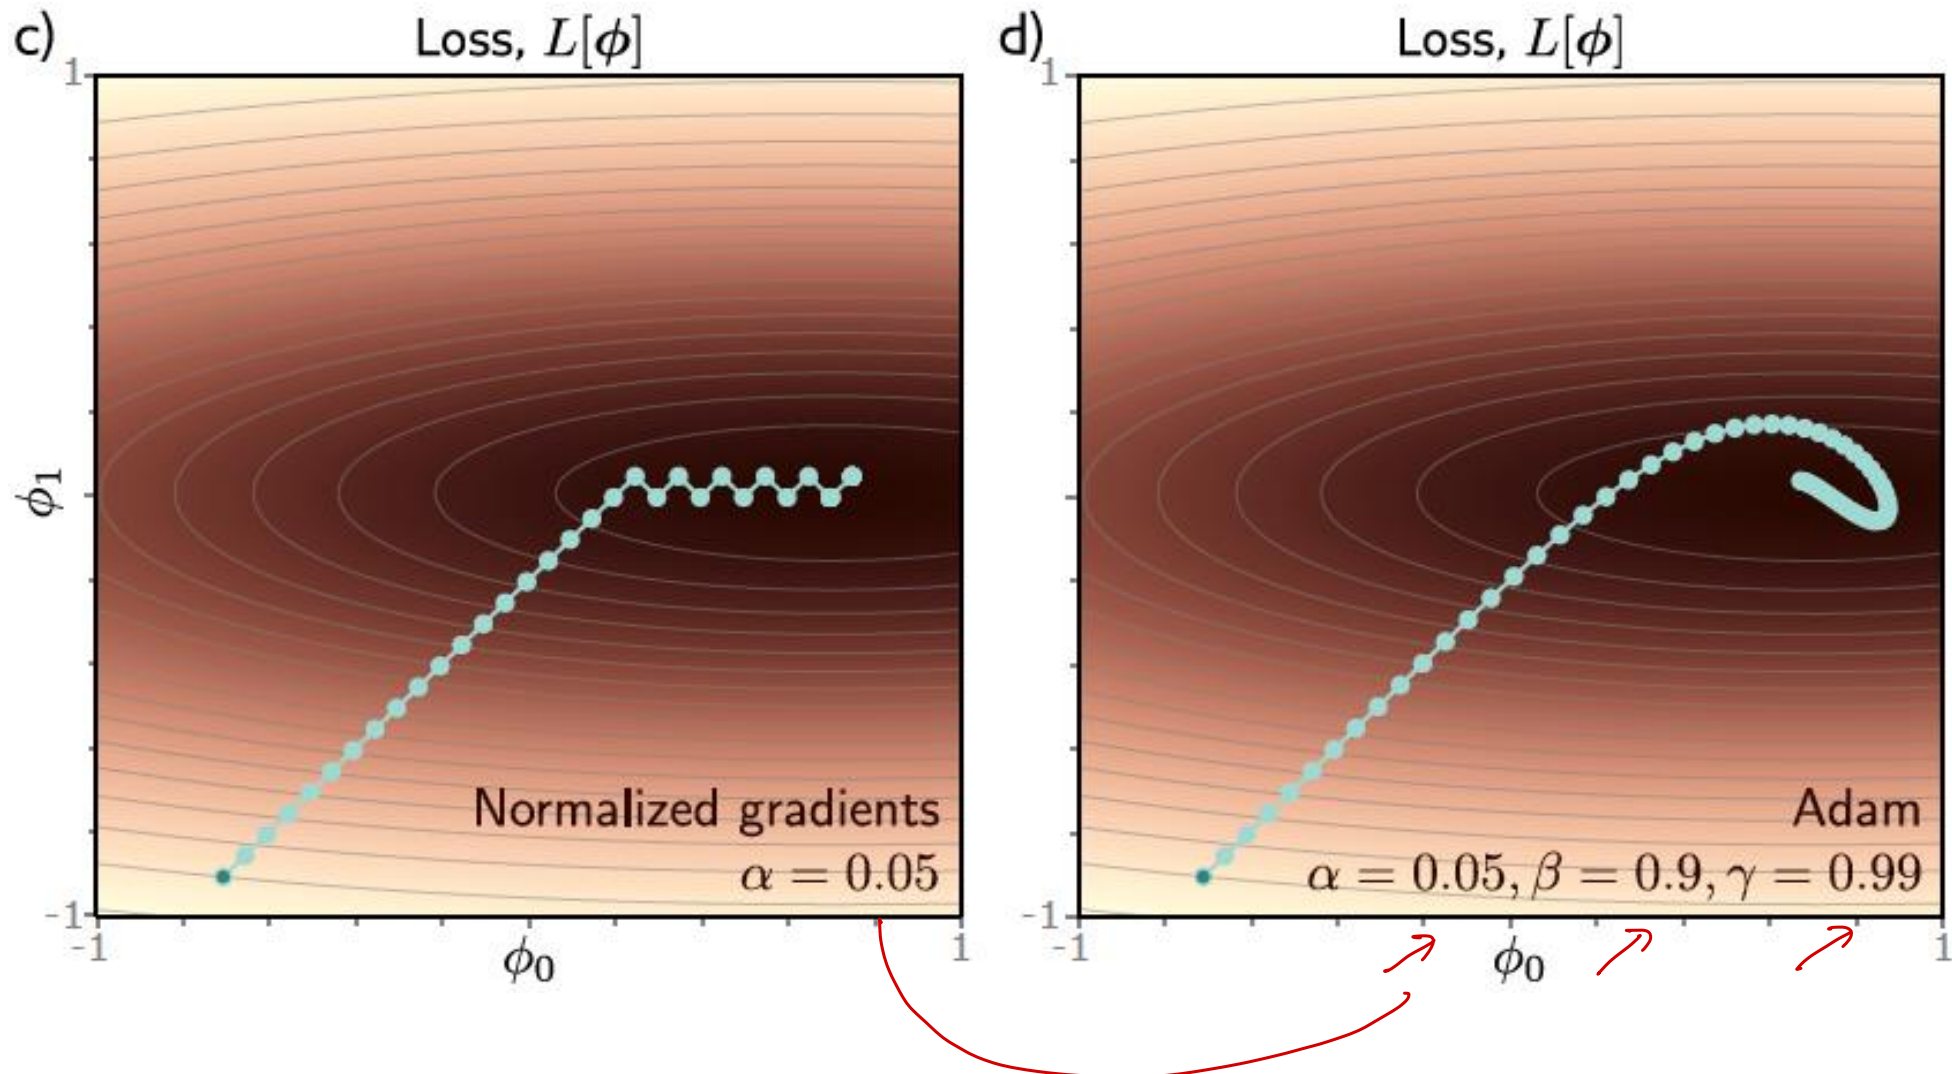 c)
Loss, L[ϕ]
1
ϕ₁
Normalized gradients
α = 0.05
-1
-1
ϕ₀
1
d)
Loss, L[ϕ]
1
Adam
α = 0.05, β = 0.9, γ = 0.99
-1
-1
ϕ₀
1